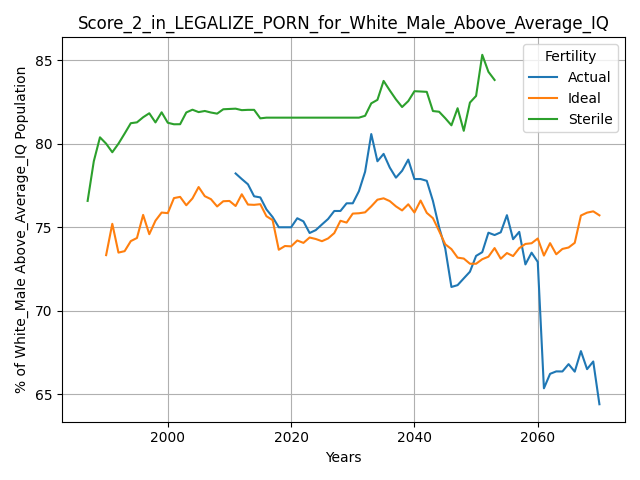 Score_2_in_LEGALIZE_PORN_for_White_Male_Above_Average_IQ
% of White_Male Above_Average_IQ Population
85
80
75
70
65
Fertility
Actual
Ideal
Sterile
2000
2020
2040
2060
Years